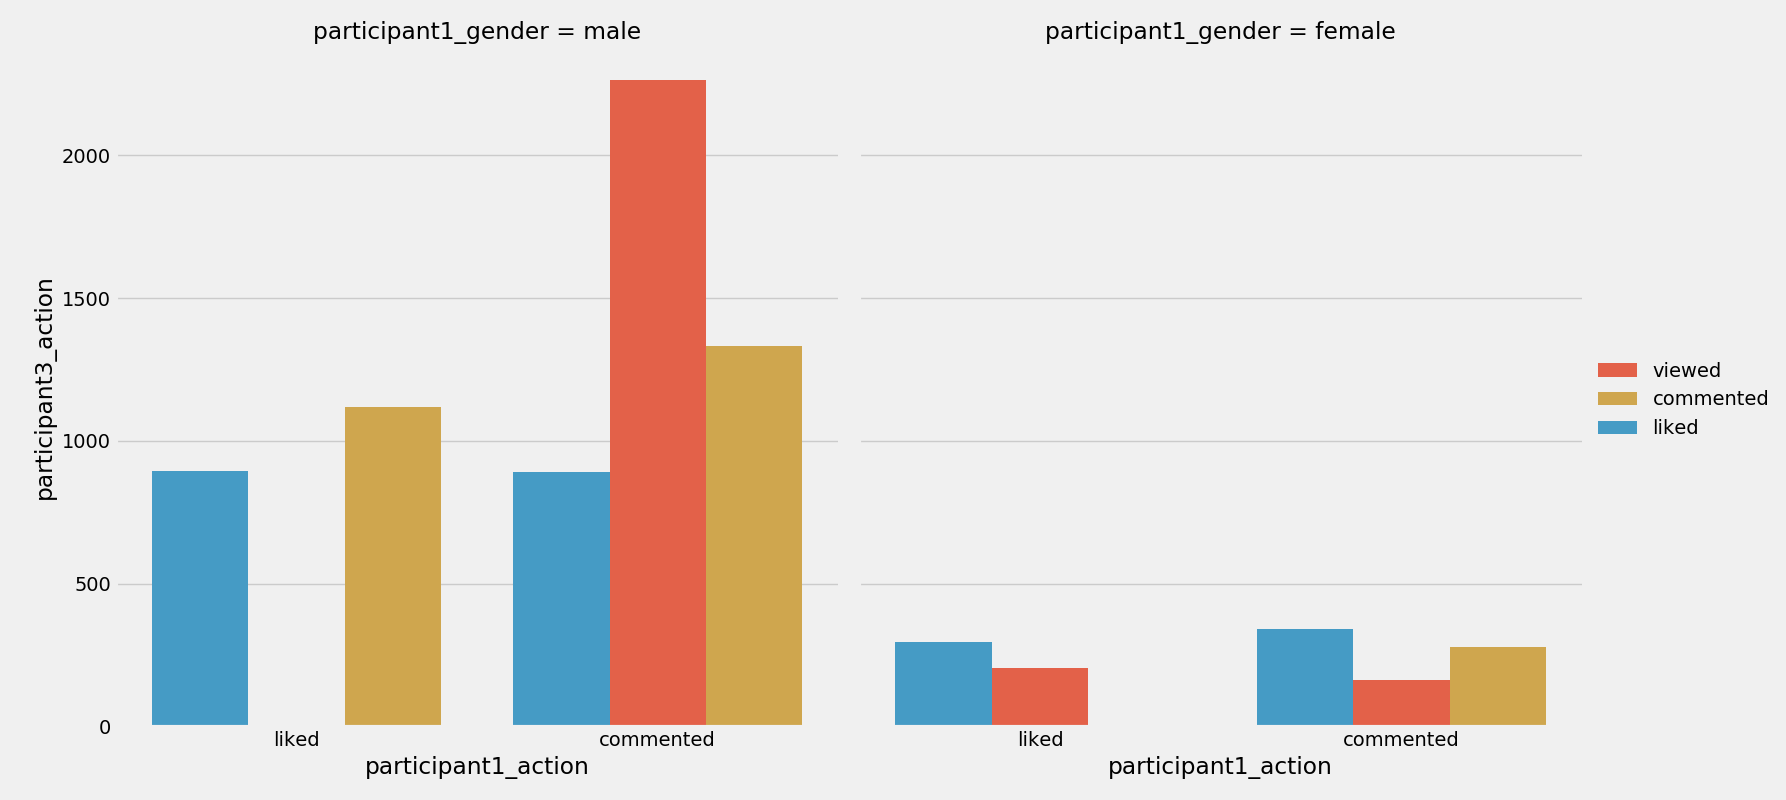 participant1_gender = male
participant1_gender = female
participant3_action
2000
1500
1000
500
0
liked
commented
liked
commented
participant1_action
participant1_action
viewed
commented
liked